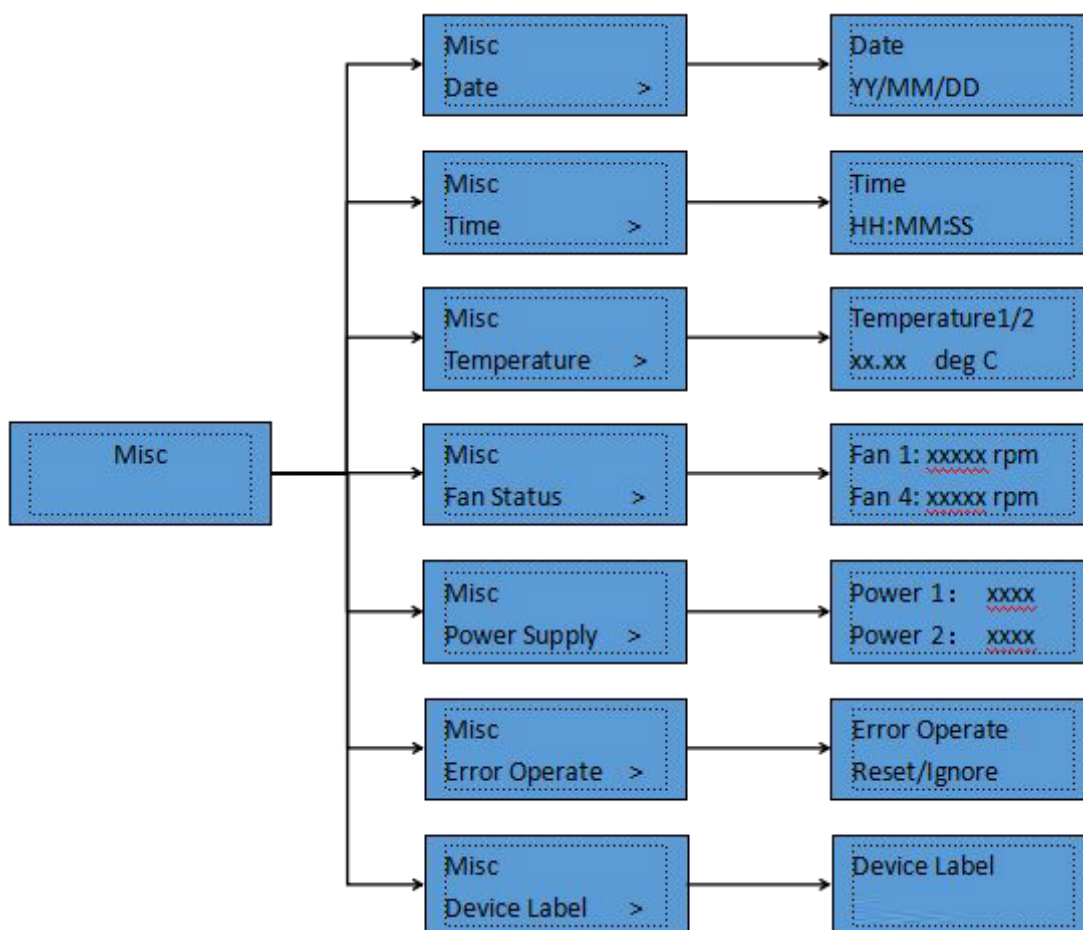 Misc
Misc
Date >
Date
YY/MM/DD
Misc
Time >
Time
HH:MM:SS
Misc
Temperature >
Temperature1/2
xx.xx deg C
Misc
Fan Status >
Fan 1: xxxxx rpm
Fan 4: xxxxx rpm
Misc
Power Supply >
Power 1： xxxx
Power 2： xxxx
Misc
Error Operate >
Error Operate
Reset/Ignore
Misc
Device Label >
Device Label